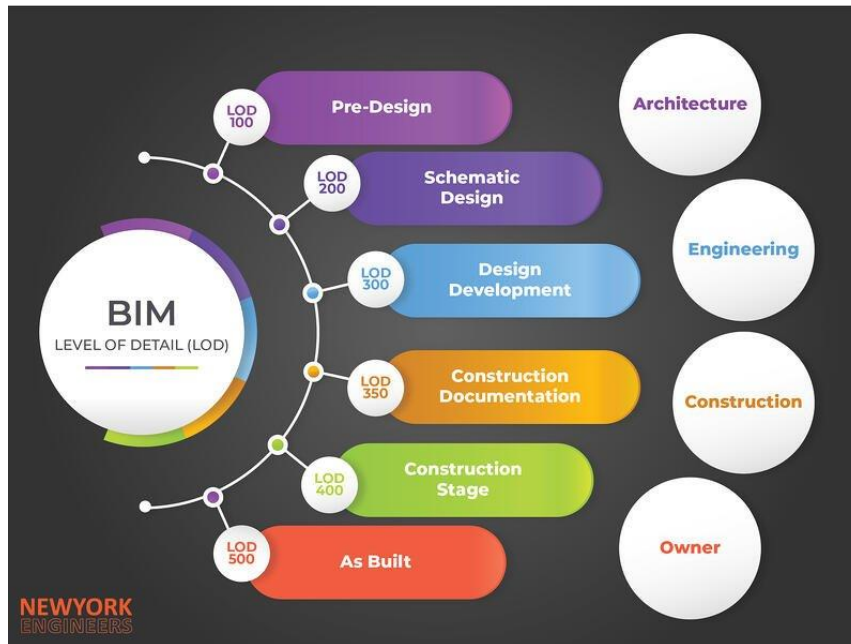 LOD
100
Pre-Design
LOD
200
Schematic
Design
LOD
300
Design
Development
BIM
LEVEL OF DETAIL (LOD)
LOD
350
Construction
Documentation
LOD
400
Construction
Stage
LOD
500
As Built
Architecture
Engineering
Construction
Owner
NEWYORK
ENGINEERS